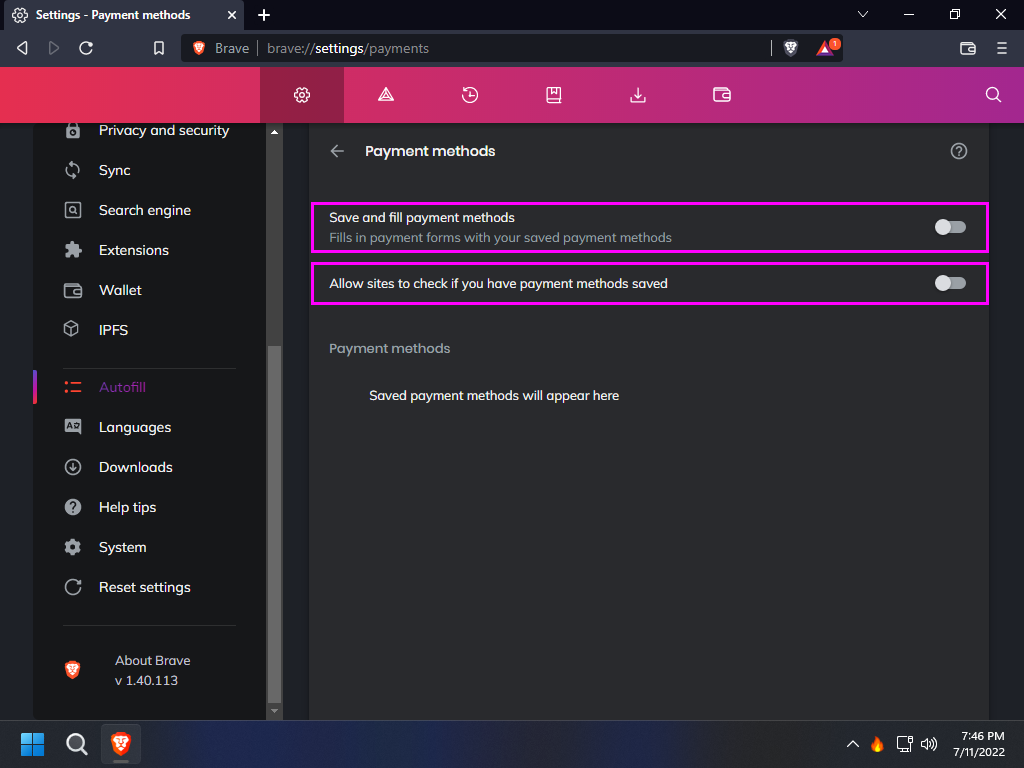 Settings - Payment methods
Brave
brave://settings/payments
1
Privacy and security
Sync
Search engine
Extensions
Wallet
IPFS
Autofill
Languages
Downloads
Help tips
System
Reset settings
About Brave
v 1.40.113
Payment methods
Save and fill payment methods
Fills in payment forms with your saved payment methods
Allow sites to check if you have payment methods saved
Payment methods
Saved payment methods will appear here
7:46 PM
7/11/2022